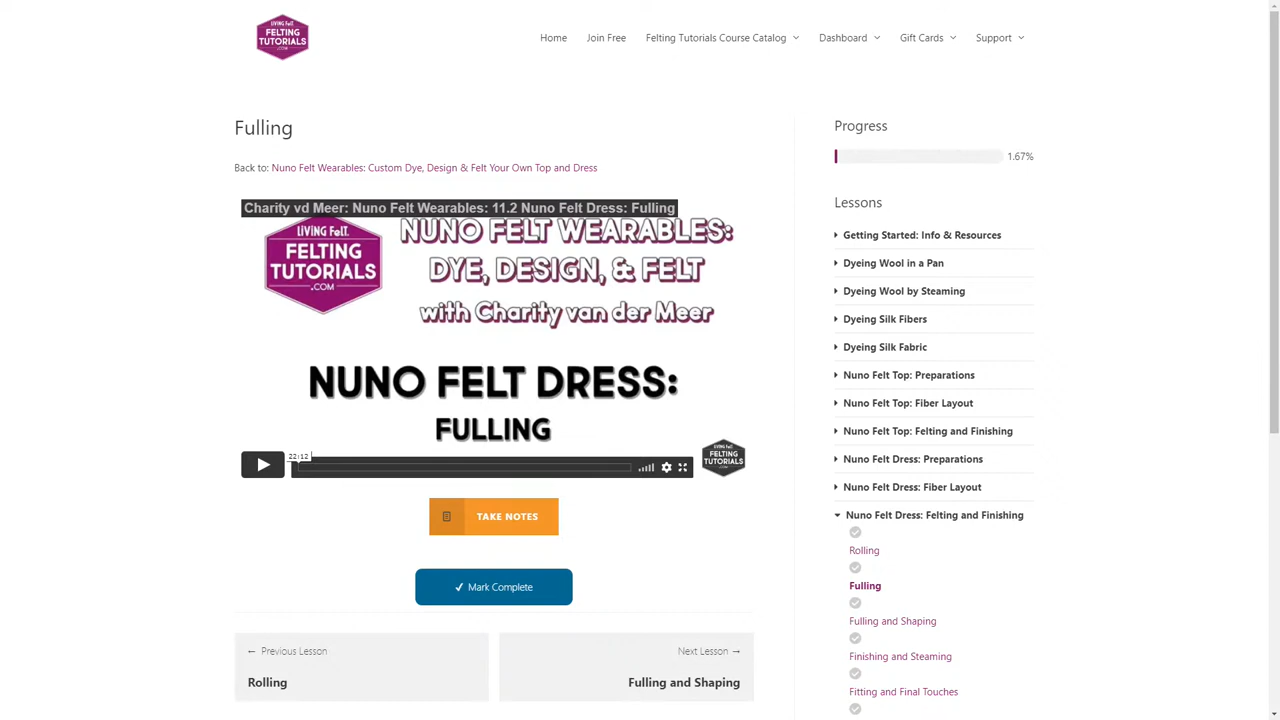 LIVING FELT
FELTING
TUTORIALS
.COM
Home
Join Free
Felting Tutorials Course Catalog
Dashboard
Gift Cards
Support
Fulling
Back to: Nuno Felt Wearables: Custom Dye, Design & Felt Your Own Top and Dress
Charity vd Meer: Nuno Felt Wearables: 11.2 Nuno Felt Dress: Fulling
LIVING FELT.
FELTING
TUTORIALS
.COM
NUNO FELT WEARABLES:
DYE, DESIGN, & FELT
with Charity van der Meer
NUNO FELT DRESS:
FULLING
22:12
LIVING FELT
FELTING
TUTORIALS
.COM
TAKE NOTES
✓ Mark Complete
← Previous Lesson
Rolling
Next Lesson →
Fulling and Shaping
Progress
1.67%
Lessons
Getting Started: Info & Resources
Dyeing Wool in a Pan
Dyeing Wool by Steaming
Dyeing Silk Fibers
Dyeing Silk Fabric
Nuno Felt Top: Preparations
Nuno Felt Top: Fiber Layout
Nuno Felt Top: Felting and Finishing
Nuno Felt Dress: Preparations
Nuno Felt Dress: Fiber Layout
Nuno Felt Dress: Felting and Finishing
Rolling
Fulling
Fulling and Shaping
Finishing and Steaming
Fitting and Final Touches